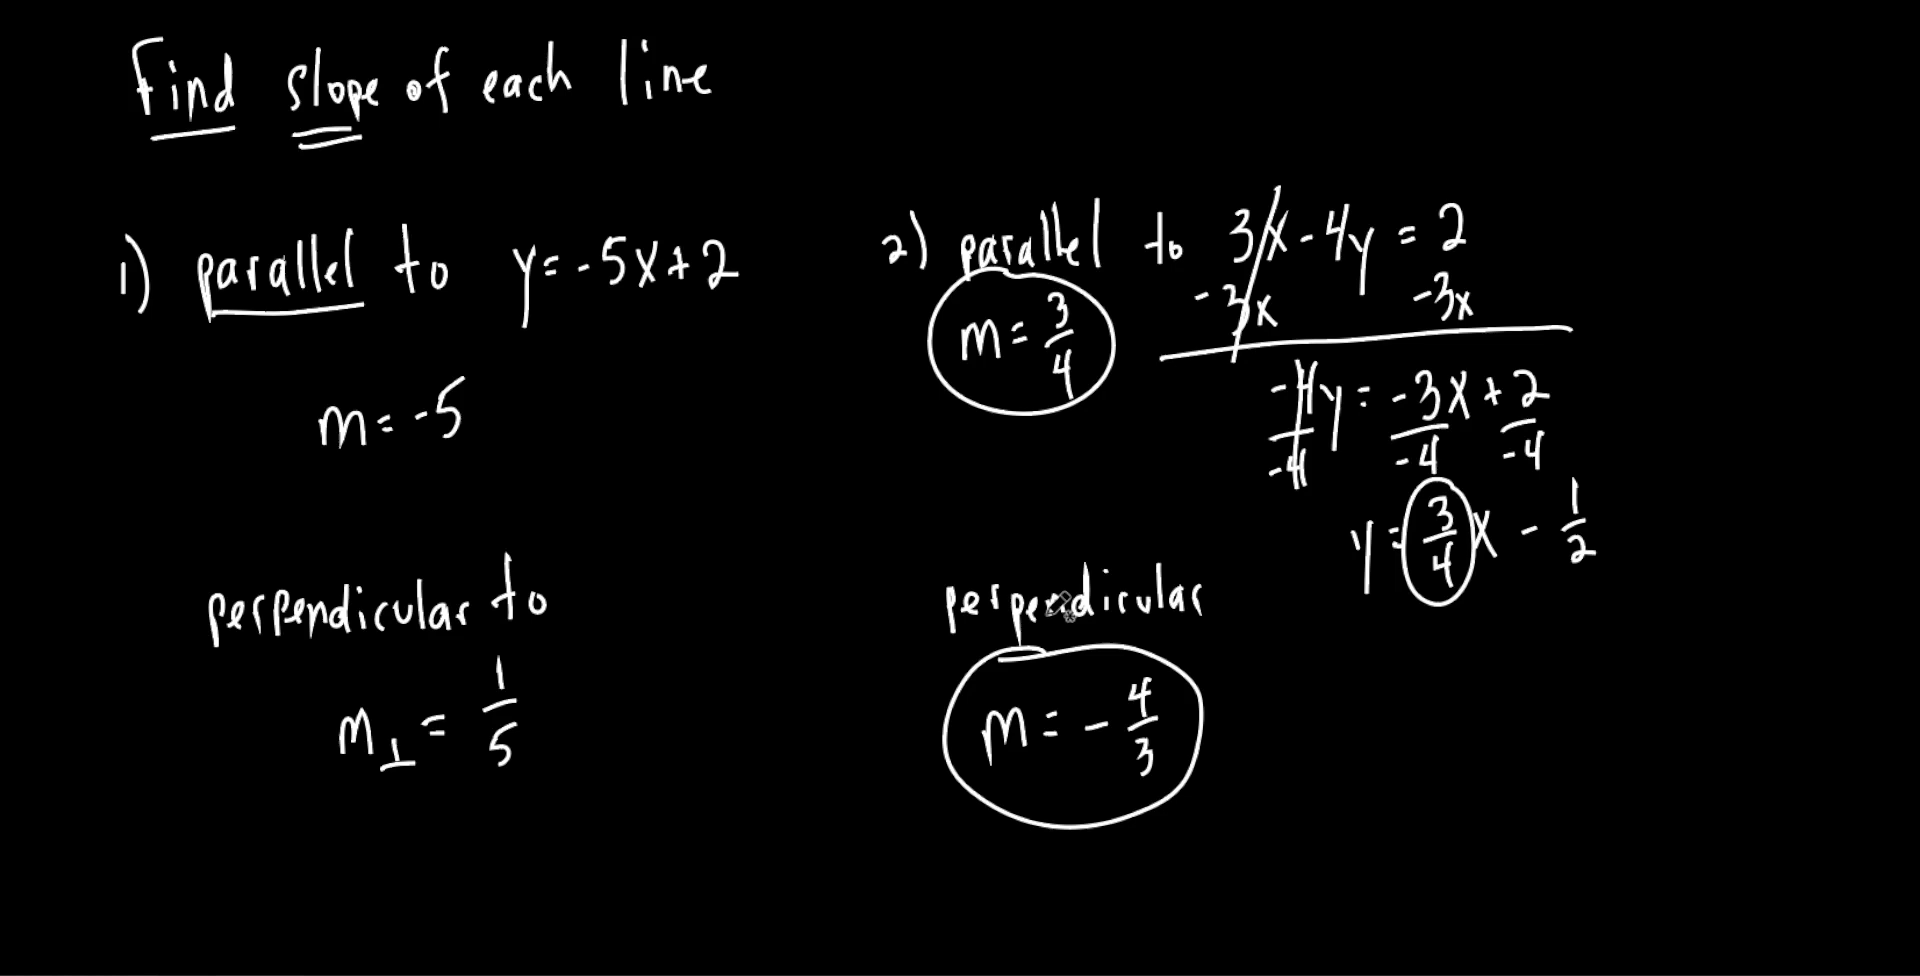 Find slope of each line
1) parallel to y = -5x + 2
m = -5
perpendicular to
m⊥ = 1/5
2) parallel to 3x - 4y = 2
-3x -3x
m = 3/4
-4y = -3x + 2
-4 -4 -4
y = 3/4 x - 1/2
perpendicular
m = - 4/3